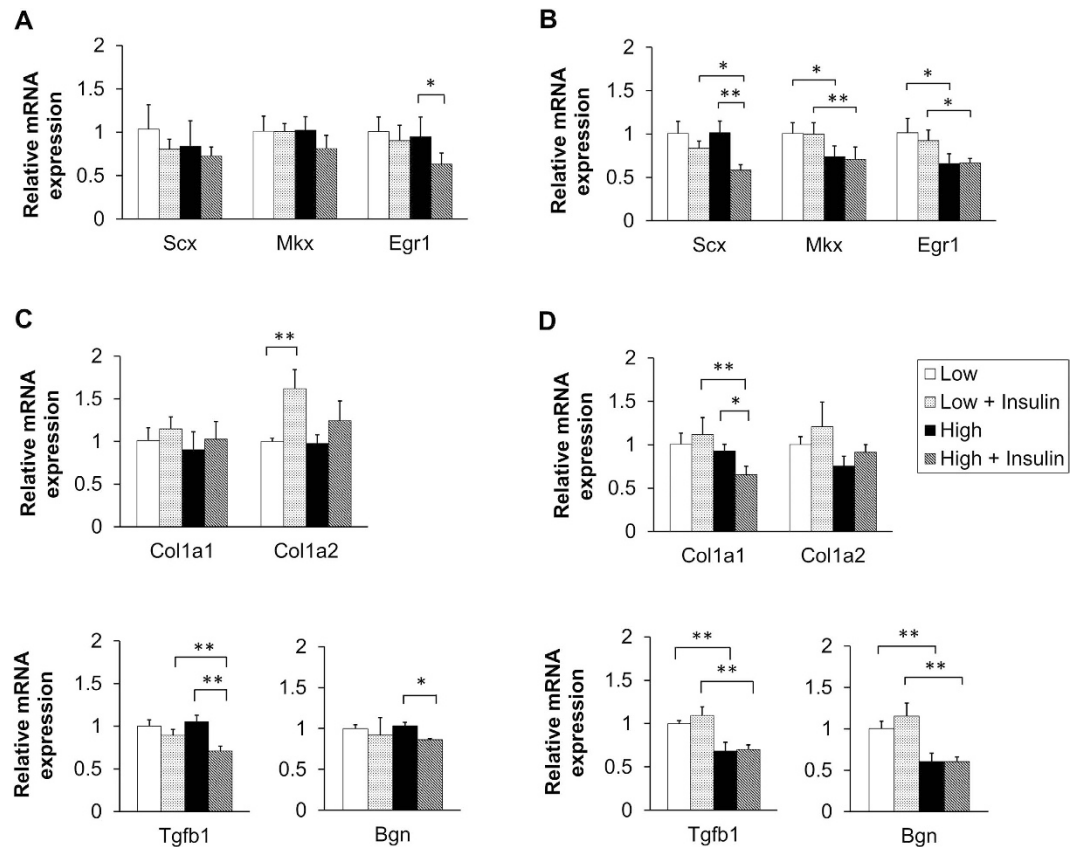 A
Relative mRNA
expression
2
1.5
1
0.5
0
*
Scx
Mkx
Egr1
B
Relative mRNA
expression
2
1.5
1
0.5
0
*
**
*
**
*
*
Scx
Mkx
Egr1
C
Relative mRNA
expression
2
1.5
1
0.5
0
**
Col1a1
Col1a2
D
Relative mRNA
expression
2
1.5
1
0.5
0
**
*
Col1a1
Col1a2
Low
Low + Insulin
High
High + Insulin
Relative mRNA
expression
2
1.5
1
0.5
0
**
**
Tgfb1
2
1.5
1
0.5
0
*
Bgn
Relative mRNA
expression
2
1.5
1
0.5
0
**
**
Tgfb1
2
1.5
1
0.5
0
**
**
Bgn